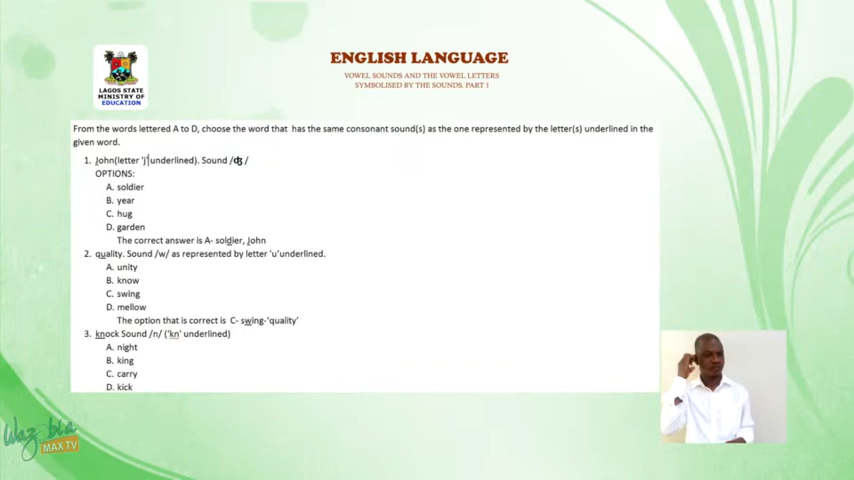 LAGOS STATE
MINISTRY OF
EDUCATION
ENGLISH LANGUAGE
VOWEL SOUNDS AND THE VOWEL LETTERS
SYMBOLISED BY THE SOUNDS. PART 1
From the words lettered A to D, choose the word that has the same consonant sound(s) as the one represented by the letter(s) underlined in the
given word.
1. John(letter 'j' underlined). Sound /ʤ /
OPTIONS:
A. soldier
B. year
C. hug
D. garden
The correct answer is A- soldier, John
2. quality. Sound /w/ as represented by letter 'u'underlined.
A. unity
B. know
C. swing
D. mellow
The option that is correct is C- swing-'quality'
3. knock Sound /n/ ('kn' underlined)
A. night
B. king
C. carry
D. kick
Wazobia
MAX TV